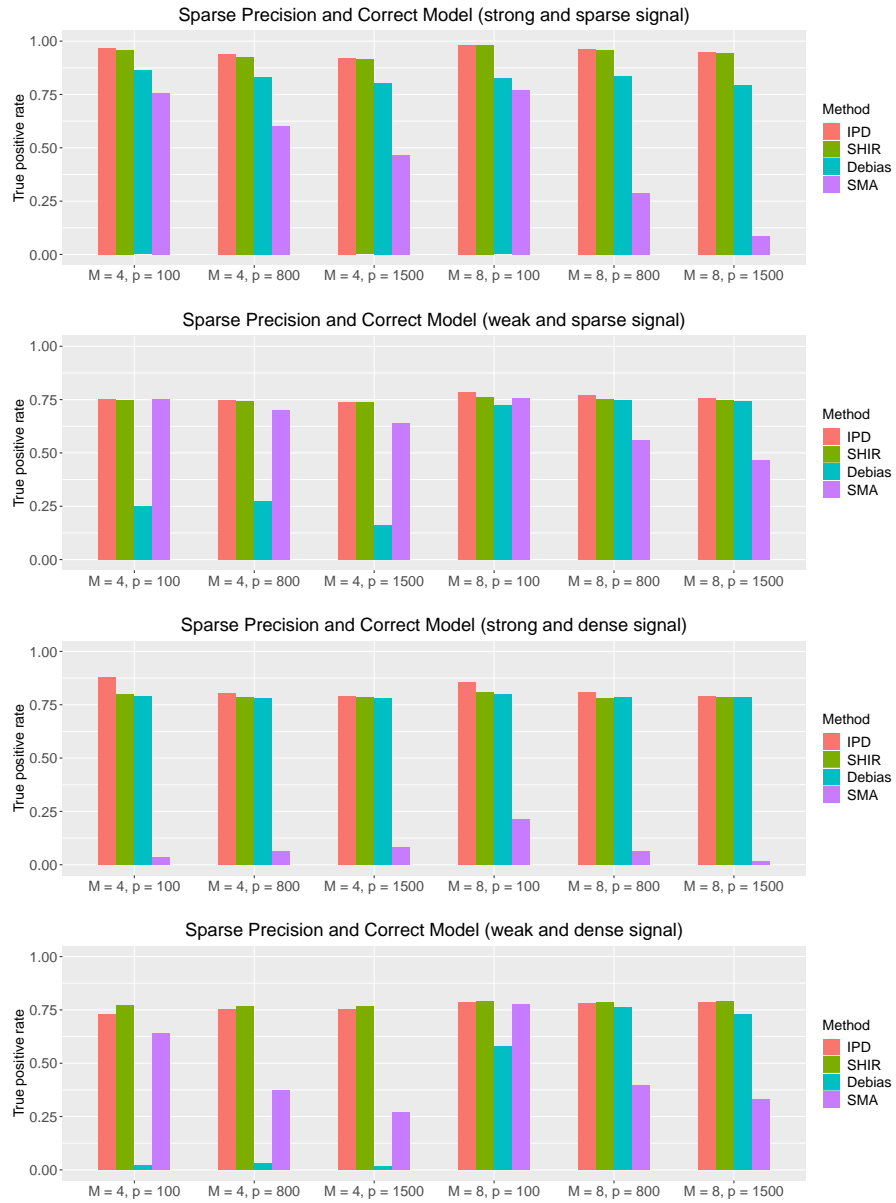 Sparse Precision and Correct Model (strong and sparse signal)
True positive rate
1.00
0.75
0.50
0.25
0.00
M = 4, p = 100 M = 4, p = 800 M = 4, p = 1500 M = 8, p = 100 M = 8, p = 800 M = 8, p = 1500
Method
IPD
SHIR
Debias
SMA
Sparse Precision and Correct Model (weak and sparse signal)
True positive rate
1.00
0.75
0.50
0.25
0.00
M = 4, p = 100 M = 4, p = 800 M = 4, p = 1500 M = 8, p = 100 M = 8, p = 800 M = 8, p = 1500
Method
IPD
SHIR
Debias
SMA
Sparse Precision and Correct Model (strong and dense signal)
True positive rate
1.00
0.75
0.50
0.25
0.00
M = 4, p = 100 M = 4, p = 800 M = 4, p = 1500 M = 8, p = 100 M = 8, p = 800 M = 8, p = 1500
Method
IPD
SHIR
Debias
SMA
Sparse Precision and Correct Model (weak and dense signal)
True positive rate
1.00
0.75
0.50
0.25
0.00
M = 4, p = 100 M = 4, p = 800 M = 4, p = 1500 M = 8, p = 100 M = 8, p = 800 M = 8, p = 1500
Method
IPD
SHIR
Debias
SMA